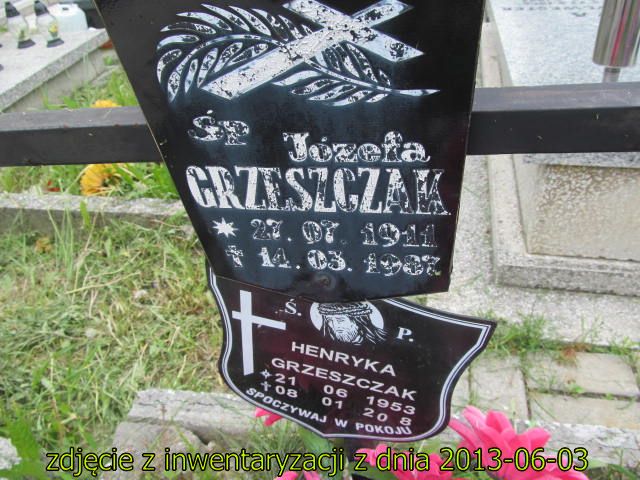 Śp
Józefa
GRZESZCZAK
* 27. 07. 1911
† 14. 03. 1987
Ś. P.
HENRYKA
GRZESZCZAK
* 21 06 1953
† 08 01 20 8
SPOCZYWAJ W POKOJU
zdjęcie z inwentaryzacji z dnia 2013-06-03